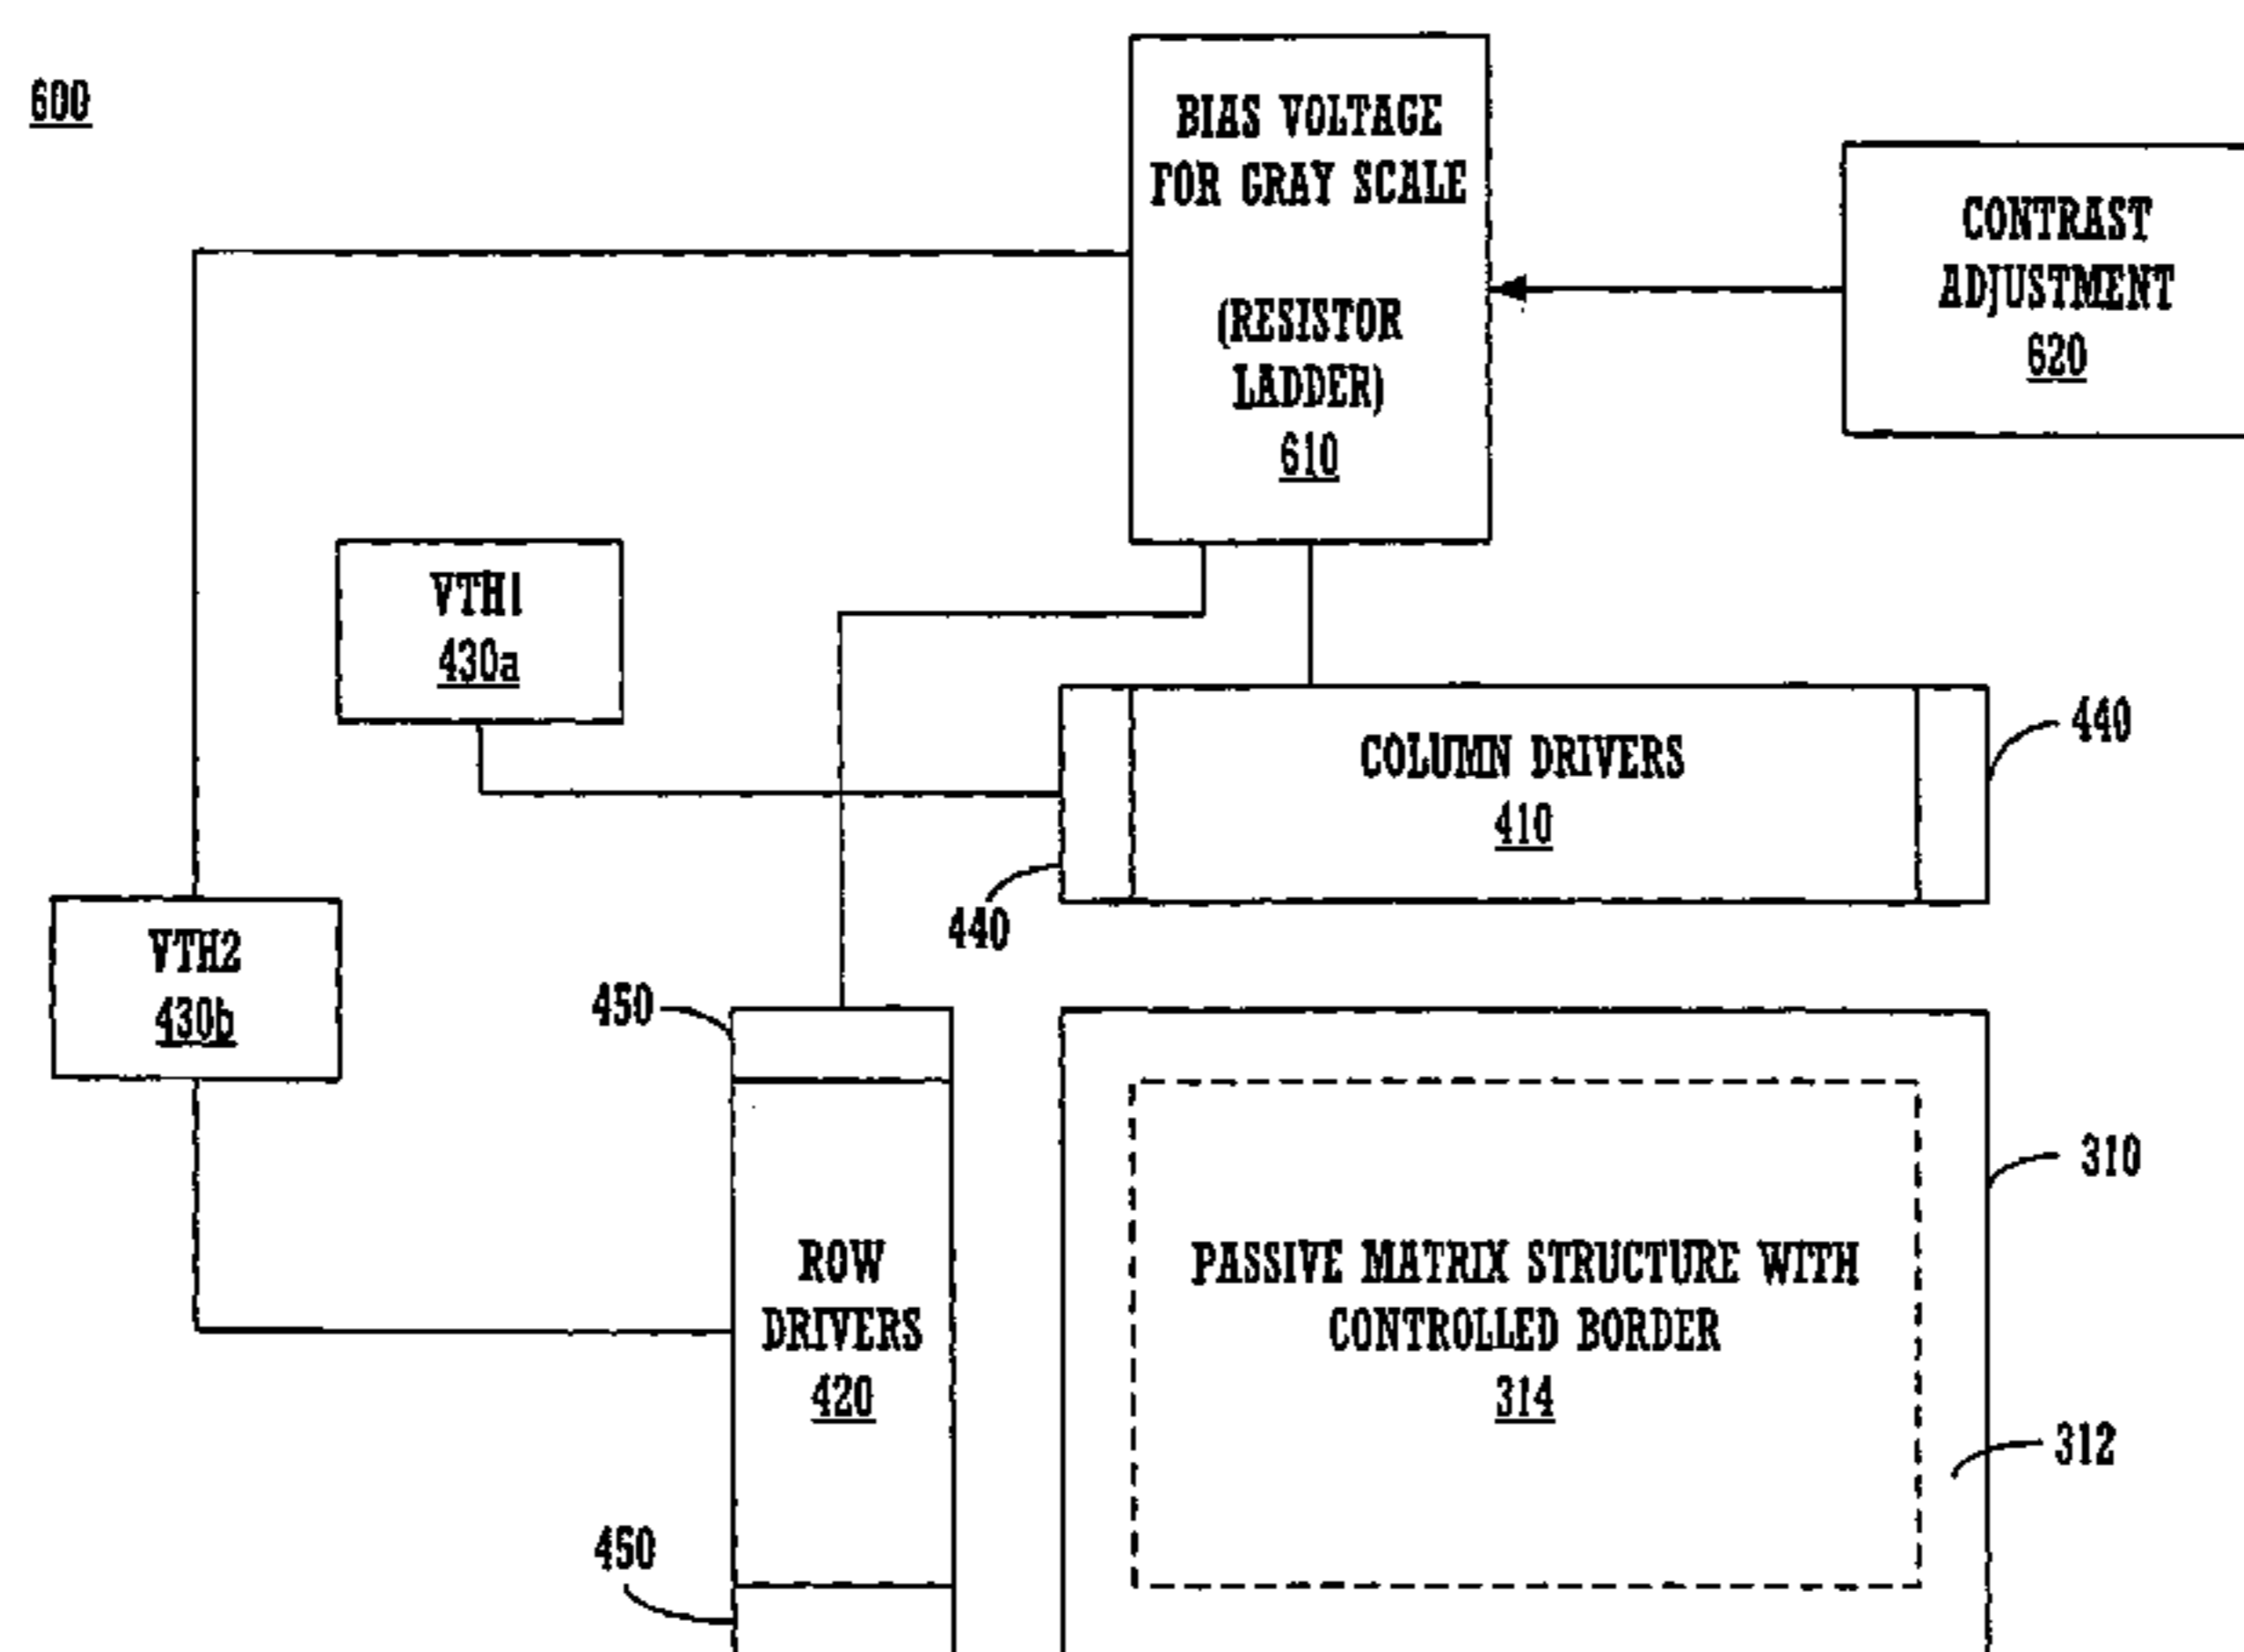 600
BIAS VOLTAGE
FOR GRAY SCALE
(RESISTOR
LADDER)
610
CONTRAST
ADJUSTMENT
620
VTH1
430a
COLUMN DRIVERS
410
440
440
VTH2
430b
450
ROW
DRIVERS
420
450
PASSIVE MATRIX STRUCTURE WITH
CONTROLLED BORDER
314
310
312